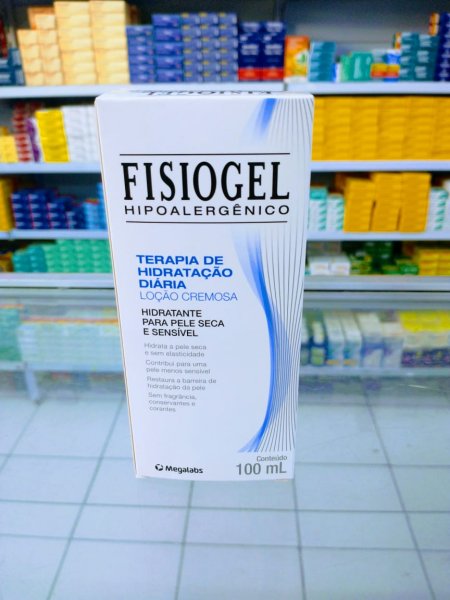 FISIOGEL
FISIOGEL
HIPOALERGÊNICO
TERAPIA DE
HIDRATAÇÃO
DIÁRIA
LOÇÃO CREMOSA
HIDRATANTE
PARA PELE SECA
E SENSÍVEL
Hidrata a pele seca
e sem elasticidade
Contribui para uma
pele menos sensível
Restaura a barreira de
hidratação da pele
Sem fragrância,
conservantes e
corantes
Megalabs
Conteúdo
100 mL